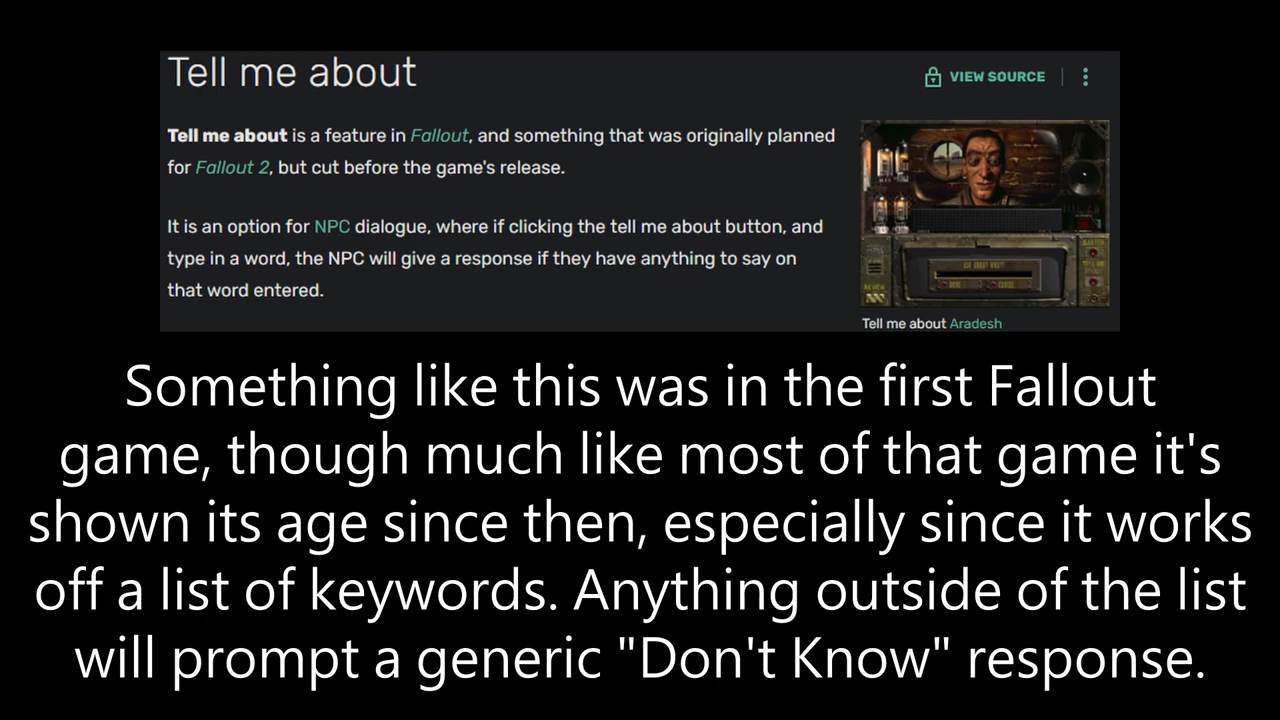 Tell me about
VIEW SOURCE
Tell me about is a feature in Fallout, and something that was originally planned
for Fallout 2, but cut before the game's release.
It is an option for NPC dialogue, where if clicking the tell me about button, and
type in a word, the NPC will give a response if they have anything to say on
that word entered.
Tell me about Aradesh
Something like this was in the first Fallout
game, though much like most of that game it's
shown its age since then, especially since it works
off a list of keywords. Anything outside of the list
will prompt a generic "Don't Know" response.